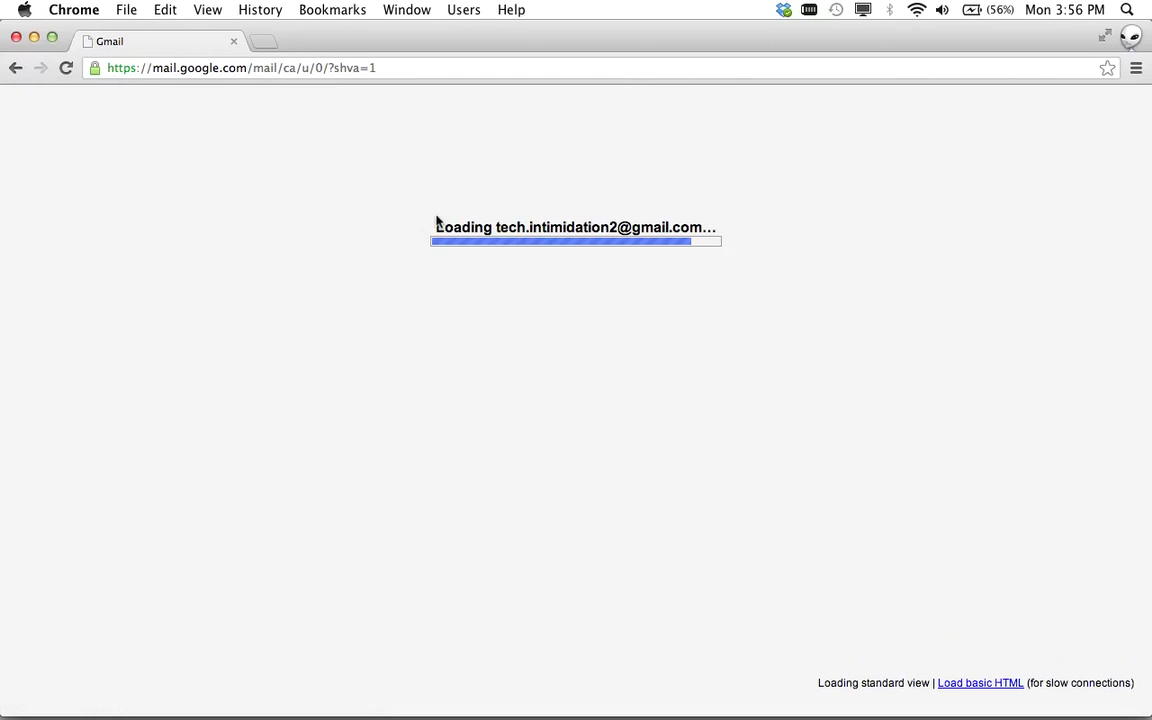 Chrome File Edit View History Bookmarks Window Users Help (56%) Mon 3:56 PM
Gmail
https://mail.google.com/mail/ca/u/0/?shva=1
Loading tech.intimidation2@gmail.com...
Loading standard view | Load basic HTML (for slow connections)